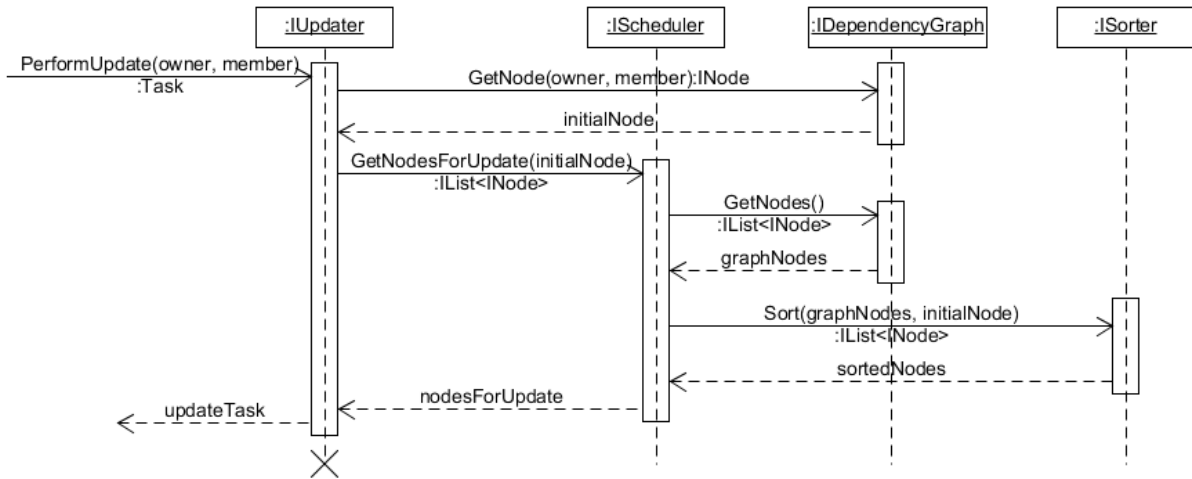 :IUpdater
:IScheduler
:IDependencyGraph
:ISorter
PerformUpdate(owner, member)
:Task
GetNode(owner, member):INode
initialNode
GetNodesForUpdate(initialNode)
:IList<INode>
GetNodes()
:IList<INode>
graphNodes
Sort(graphNodes, initialNode)
:IList<INode>
sortedNodes
nodesForUpdate
updateTask